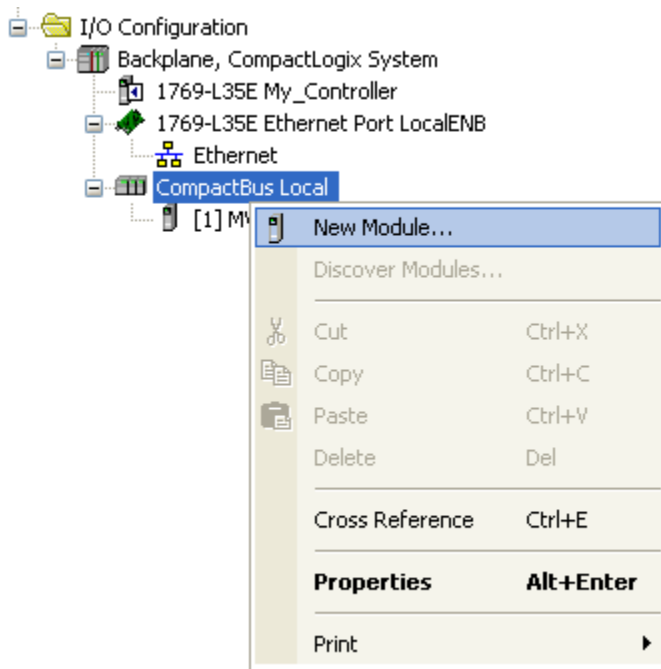 I/O Configuration
Backplane, CompactLogix System
1769-L35E My_Controller
1769-L35E Ethernet Port LocalENB
Ethernet
CompactBus Local
[1]
New Module...
Discover Modules...
Cut Ctrl+X
Copy Ctrl+C
Paste Ctrl+V
Delete Del
Cross Reference Ctrl+E
Properties Alt+Enter
Print